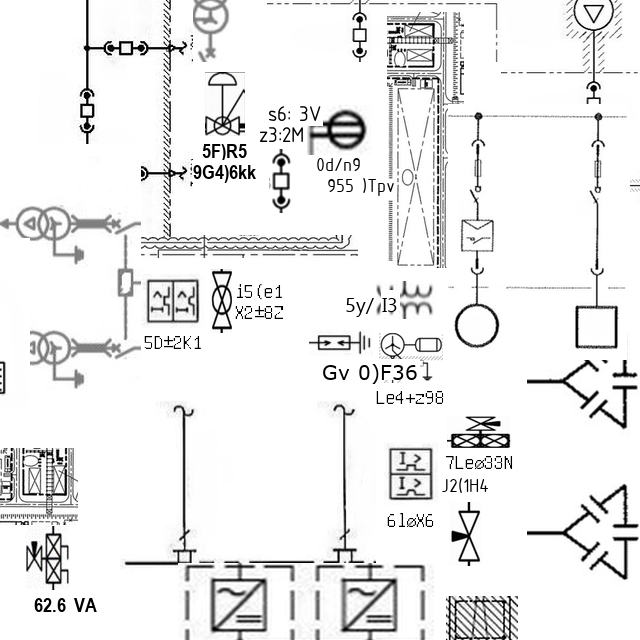 s6: 3V
z3:2M
5F)R5
9G4)6kk
0d/n9
955 )Tpv
i5(e1
X2±8Z
5y/ I3
5D±2K1
Gv 0)F36
Le4+z98
7Leø33N
J2(1H4
6løX6
62.6 VA